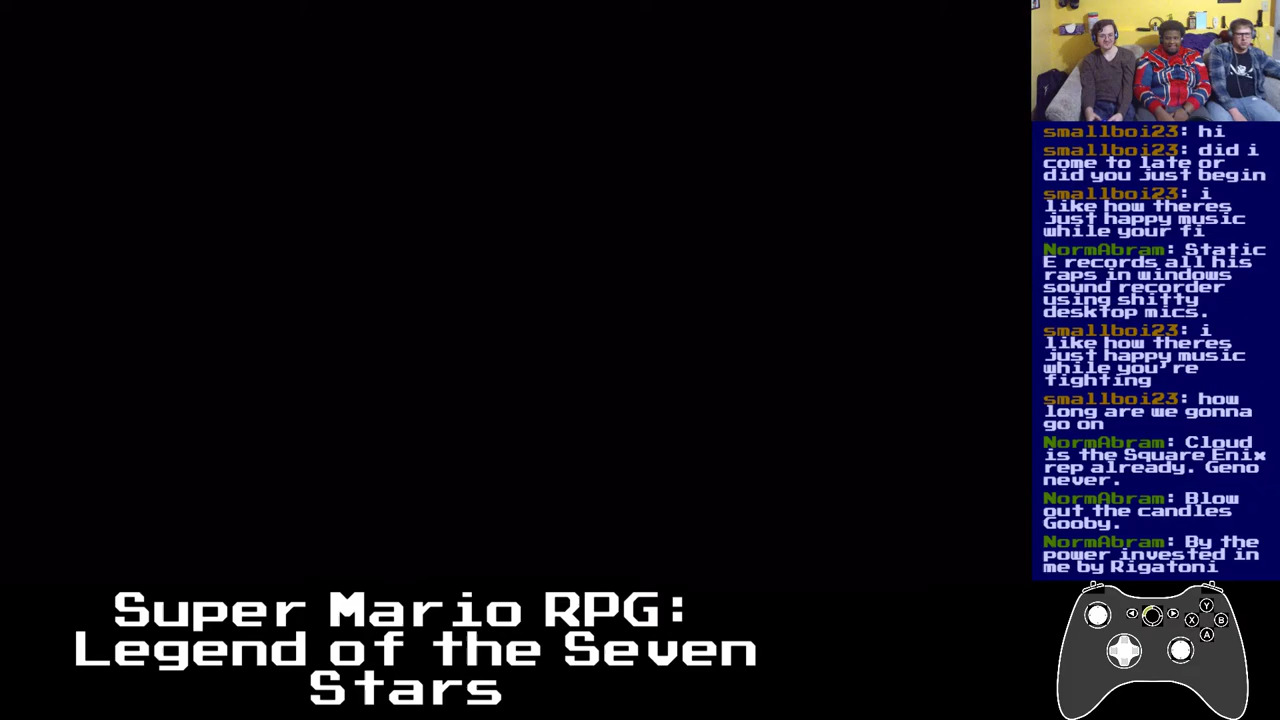 smallboi23: hi
smallboi23: did i
come to late or
did you just begin
smallboi23: i
like how theres
just happy music
while your fi
NormAbram: Static
E records all his
raps in windows
sound recorder
using shitty
desktop mics.
smallboi23: i
like how theres
just happy music
while you're
fighting
smallboi23: how
long are we gonna
go on
NormAbram: Cloud
is the Square Enix
rep already. Geno
never.
NormAbram: Blow
out the candles
Gooby.
NormAbram: By the
power invested in
me by Rigatoni
Super Mario RPG:
Legend of the Seven
Stars
Y
X B
A